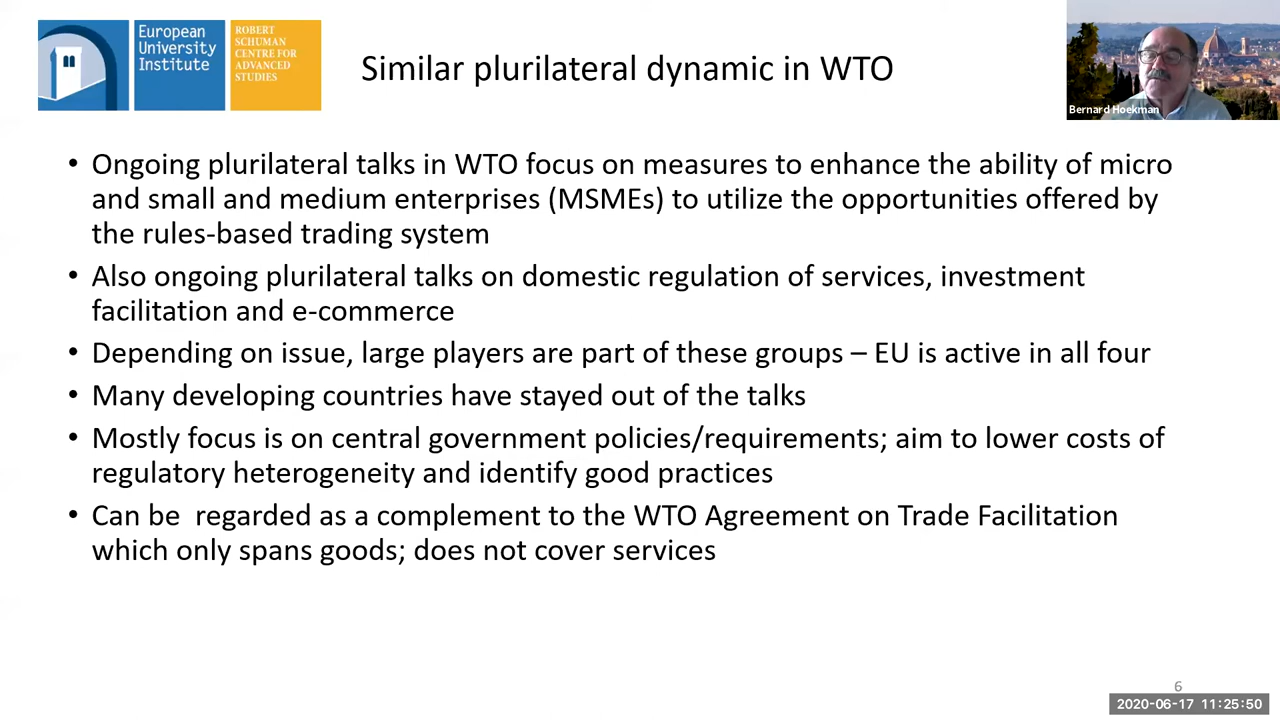 European
University
Institute
ROBERT
SCHUMAN
CENTRE FOR
ADVANCED
STUDIES
Similar plurilateral dynamic in WTO
Bernard Hoekman
• Ongoing plurilateral talks in WTO focus on measures to enhance the ability of micro
and small and medium enterprises (MSMEs) to utilize the opportunities offered by
the rules-based trading system
• Also ongoing plurilateral talks on domestic regulation of services, investment
facilitation and e-commerce
• Depending on issue, large players are part of these groups – EU is active in all four
• Many developing countries have stayed out of the talks
• Mostly focus is on central government policies/requirements; aim to lower costs of
regulatory heterogeneity and identify good practices
• Can be  regarded as a complement to the WTO Agreement on Trade Facilitation
which only spans goods; does not cover services
6
2020-06-17 11:25:50